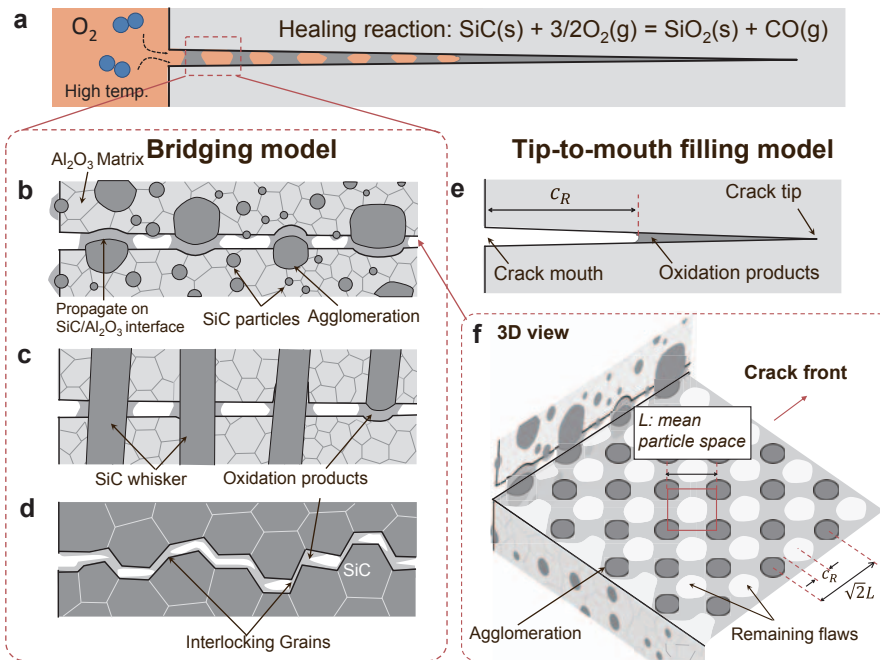 a
O₂
High temp.
Healing reaction: SiC(s) + 3/2O₂(g) = SiO₂(s) + CO(g)
Bridging model
Al₂O₃ Matrix
b
Propagate on
SiC/Al₂O₃ interface
SiC particles
Agglomeration
c
SiC whisker
Oxidation products
d
SiC
Interlocking Grains
Tip-to-mouth filling model
e
c_R
Crack tip
Crack mouth
Oxidation products
f
3D view
Crack front
L: mean
particle space
c_R
√2L
Agglomeration
Remaining flaws